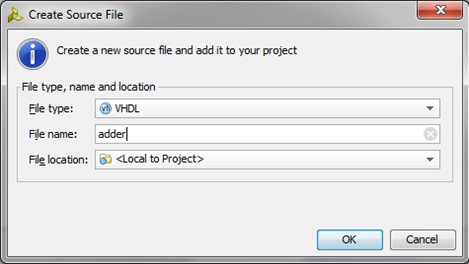 Create Source File
Create a new source file and add it to your project
File type, name and location
File type: VHDL
File name: adder
File location: <Local to Project>
OK Cancel